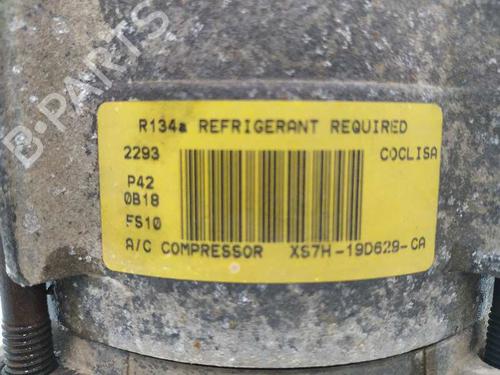 B-PARTS
R134a REFRIGERANT REQUIRED
2293 COCLISA
P42
0B18
FS10
A/C COMPRESSOR XS7H-19D629-CA